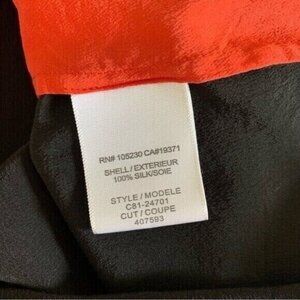 RN# 105230 CA#19371
SHELL / EXTERIEUR
100% SILK/SOIE
STYLE / MODELE
C81-24701
CUT / COUPE
407593